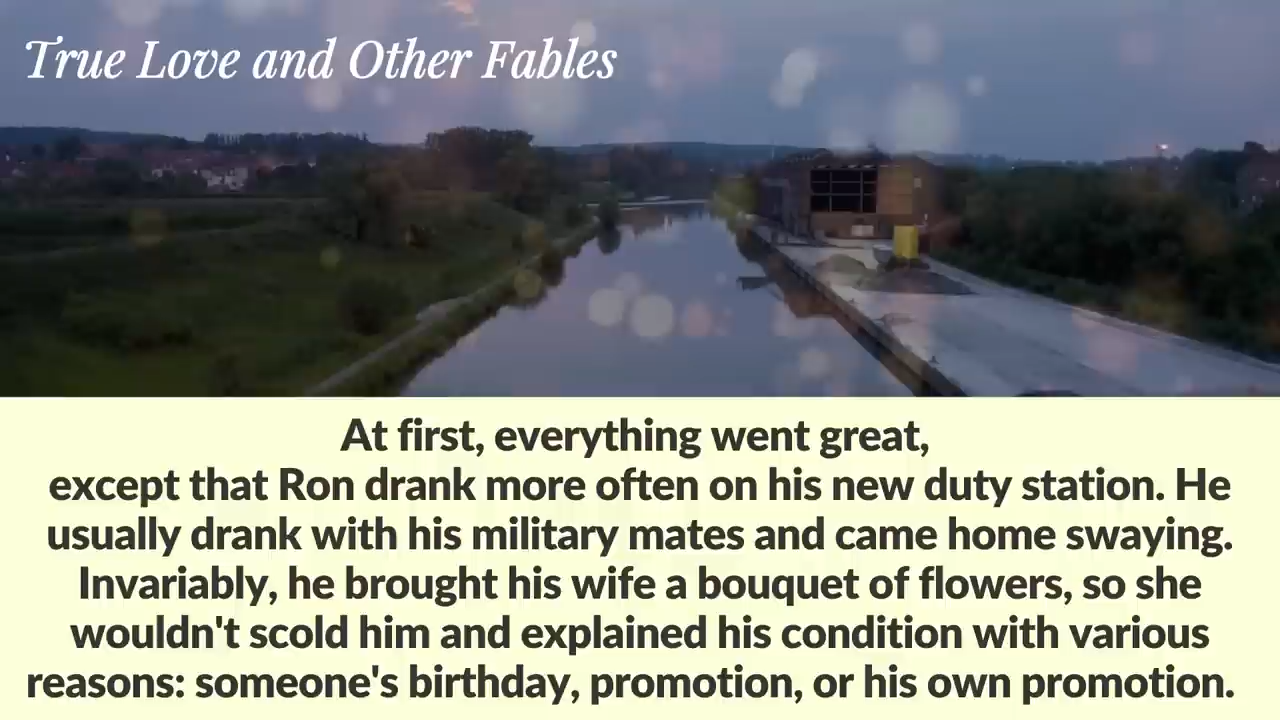 True Love and Other Fables
At first, everything went great,
except that Ron drank more often on his new duty station. He
usually drank with his military mates and came home swaying.
Invariably, he brought his wife a bouquet of flowers, so she
wouldn't scold him and explained his condition with various
reasons: someone's birthday, promotion, or his own promotion.